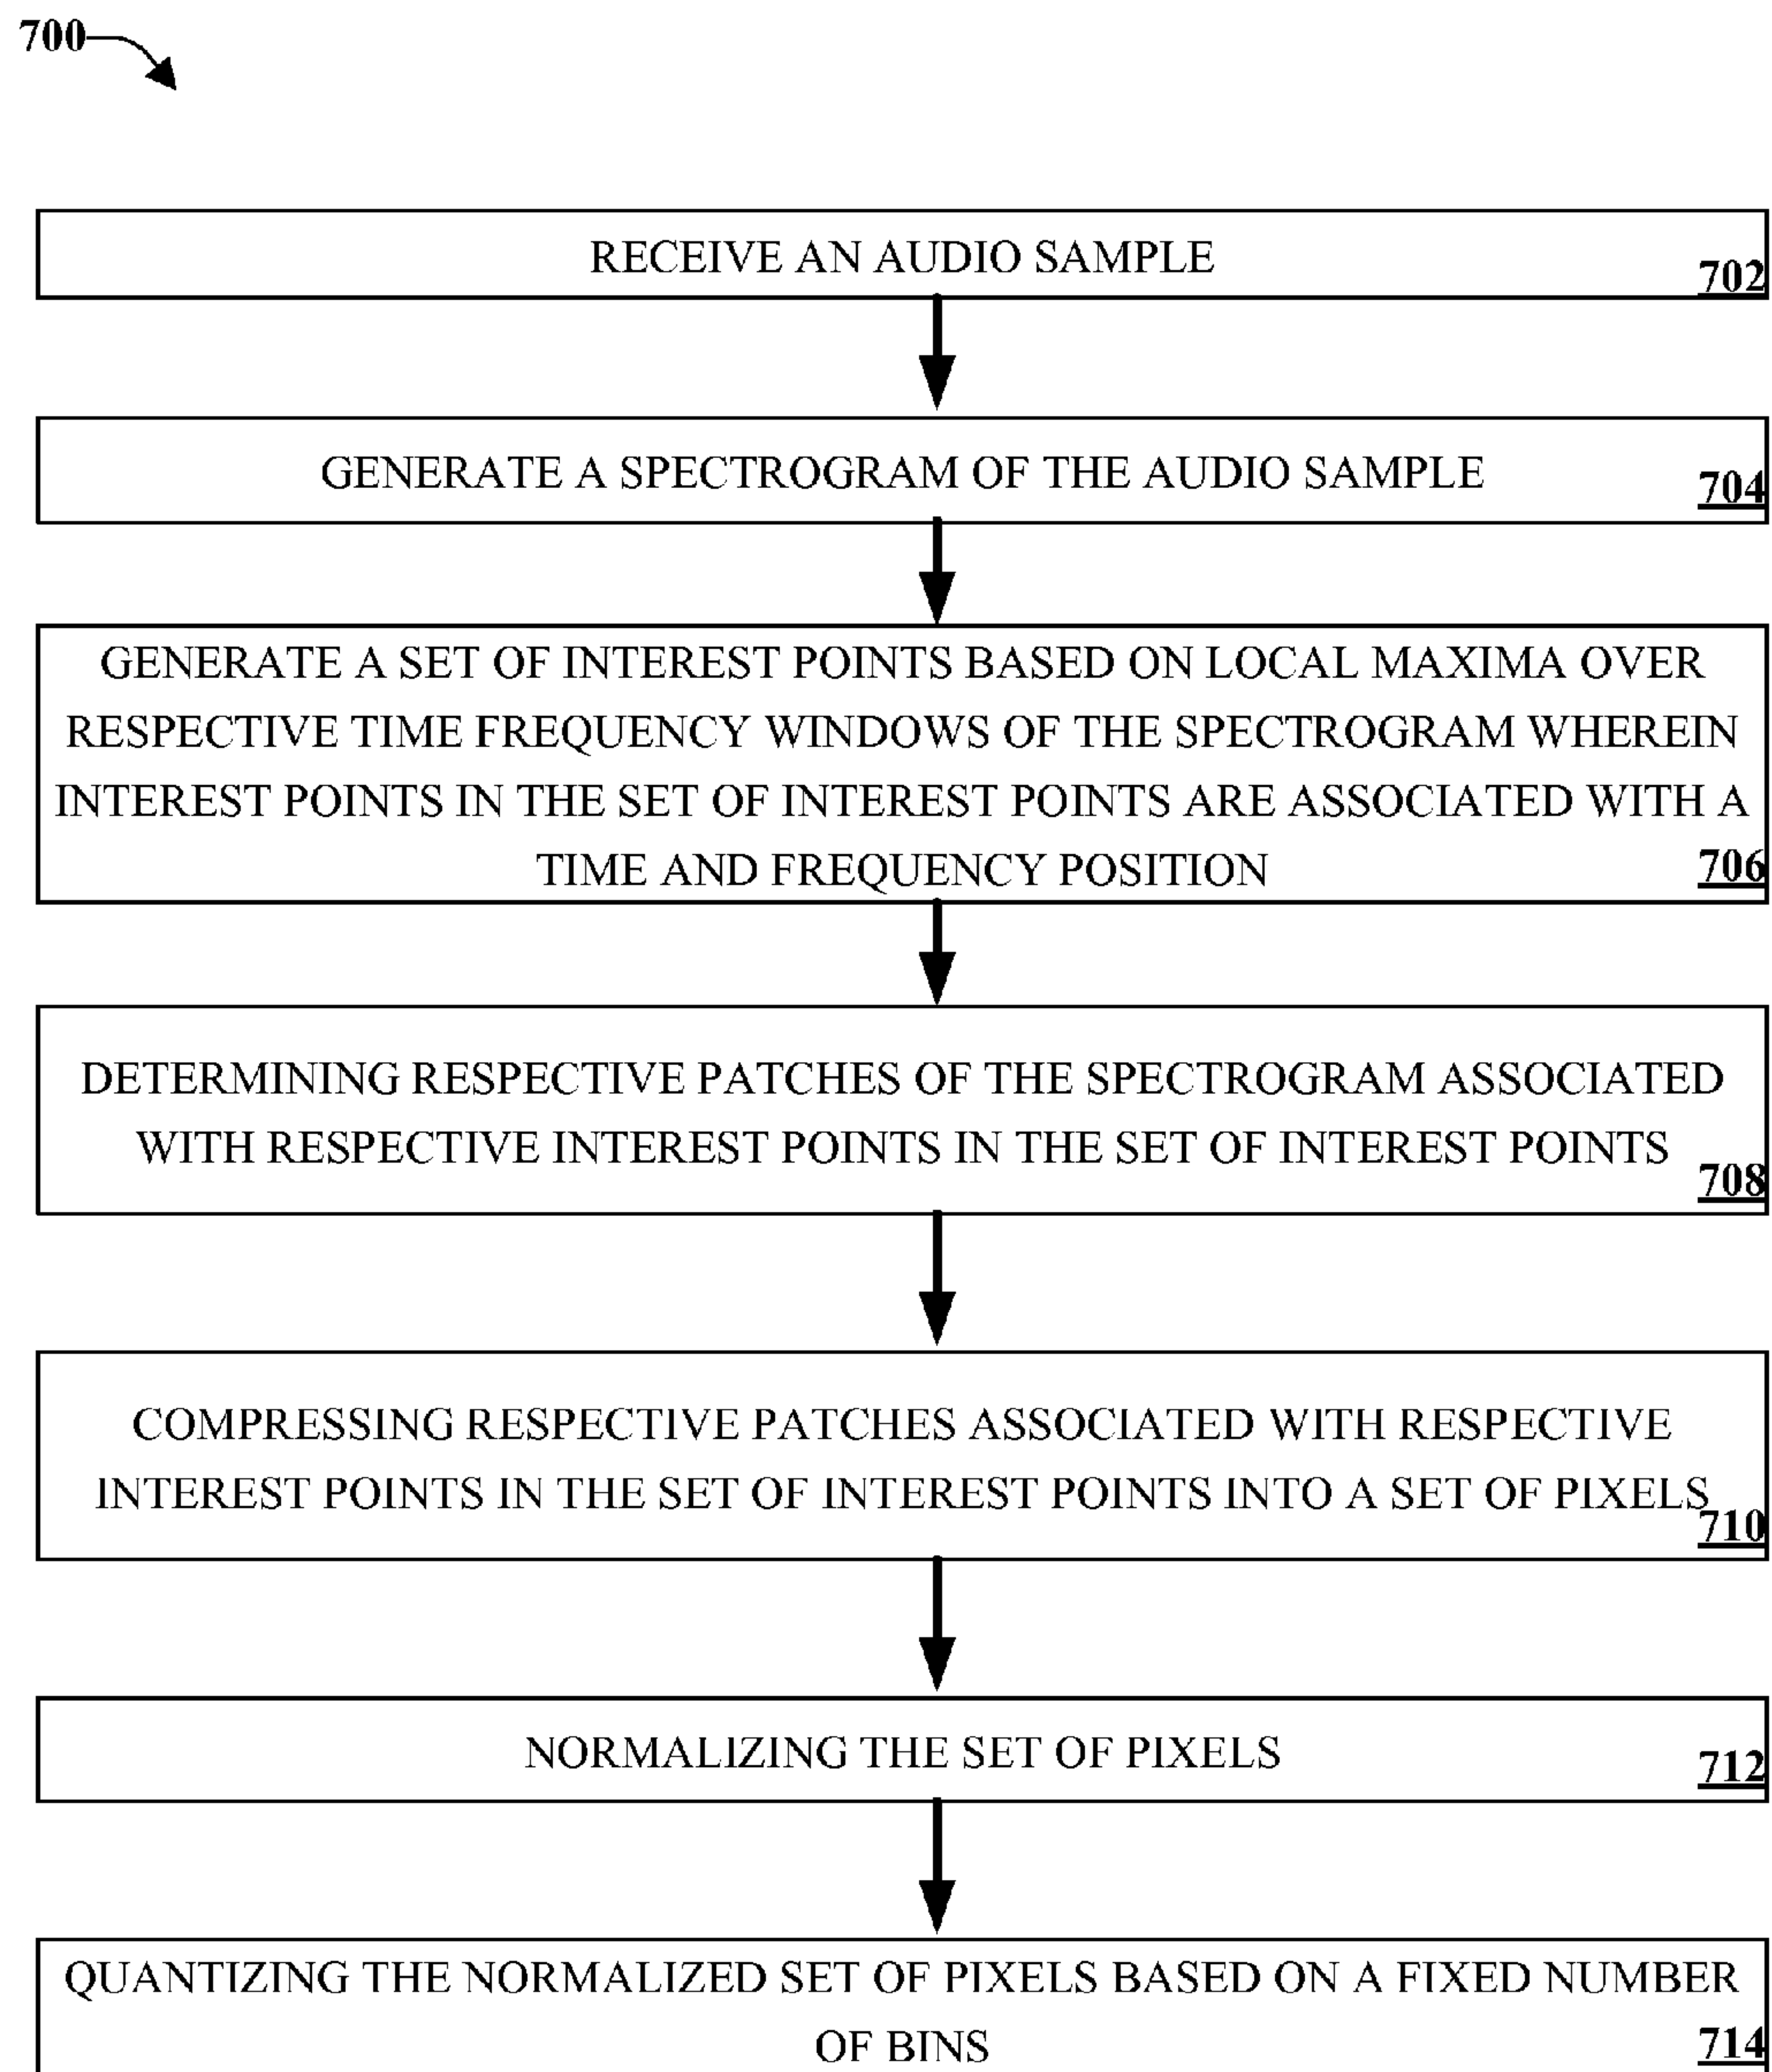 700
RECEIVE AN AUDIO SAMPLE
702
GENERATE A SPECTROGRAM OF THE AUDIO SAMPLE
704
GENERATE A SET OF INTEREST POINTS BASED ON LOCAL MAXIMA OVER
RESPECTIVE TIME FREQUENCY WINDOWS OF THE SPECTROGRAM WHEREIN
INTEREST POINTS IN THE SET OF INTEREST POINTS ARE ASSOCIATED WITH A
TIME AND FREQUENCY POSITION
706
DETERMINING RESPECTIVE PATCHES OF THE SPECTROGRAM ASSOCIATED
WITH RESPECTIVE INTEREST POINTS IN THE SET OF INTEREST POINTS
708
COMPRESSING RESPECTIVE PATCHES ASSOCIATED WITH RESPECTIVE
INTEREST POINTS IN THE SET OF INTEREST POINTS INTO A SET OF PIXELS
710
NORMALIZING THE SET OF PIXELS
712
QUANTIZING THE NORMALIZED SET OF PIXELS BASED ON A FIXED NUMBER
OF BINS
714